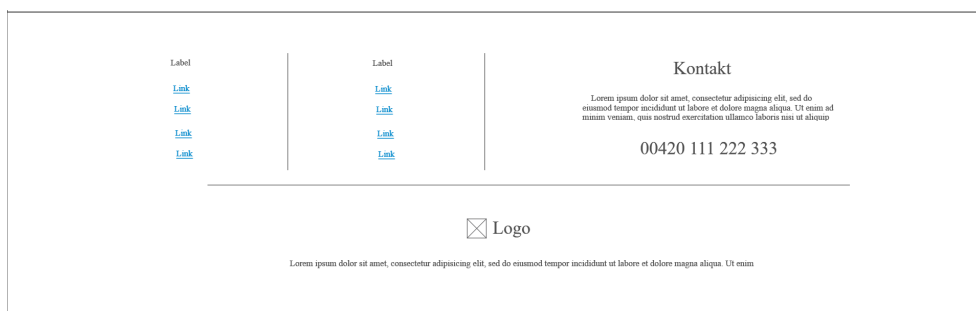 Label
Link
Link
Link
Link
Label
Link
Link
Link
Link
Kontakt
Lorem ipsum dolor sit amet, consectetur adipisicing elit, sed do
eiusmod tempor incididunt ut labore et dolore magna aliqua. Ut enim ad
minim veniam, quis nostrud exercitation ullamco laboris nisi ut aliquip
00420 111 222 333
Logo
Lorem ipsum dolor sit amet, consectetur adipisicing elit, sed do eiusmod tempor incididunt ut labore et dolore magna aliqua. Ut enim